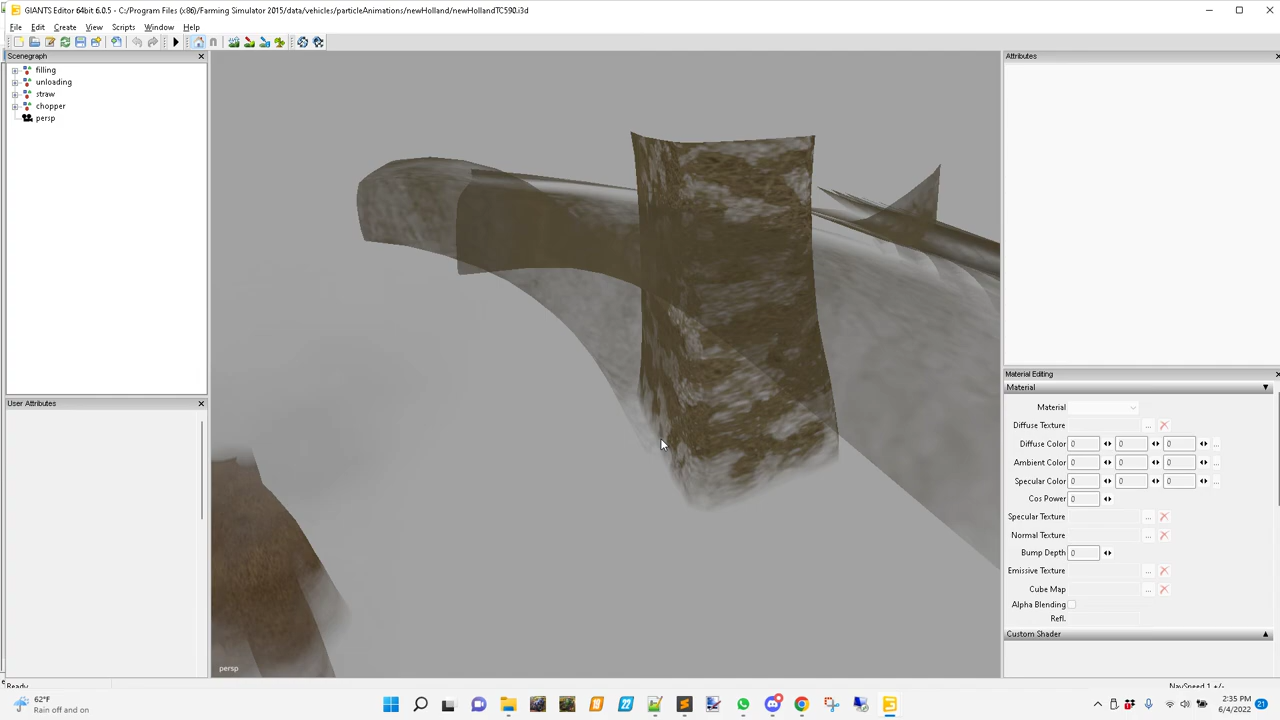 GIANTS Editor 64bit 6.0.5 - C:/Program Files (x86)/Farming Simulator 2015/data/vehicles/particleAnimations/newHolland/newHollandTC590.i3d
File Edit Create View Scripts Window Help
Scenegraph
filling
unloading
straw
chopper
persp
User Attributes
persp
Attributes
Material Editing
Material
Material
Diffuse Texture ...
Diffuse Color 0 0 0 ...
Ambient Color 0 0 0 ...
Specular Color 0 0 0 ...
Cos Power 0
Specular Texture ...
Normal Texture ...
Bump Depth 0
Emissive Texture ...
Cube Map ...
Alpha Blending
Refl.
Custom Shader
Ready
NavSpeed 1 +/-
62°F
Rain off and on
2:35 PM
6/4/2022
21